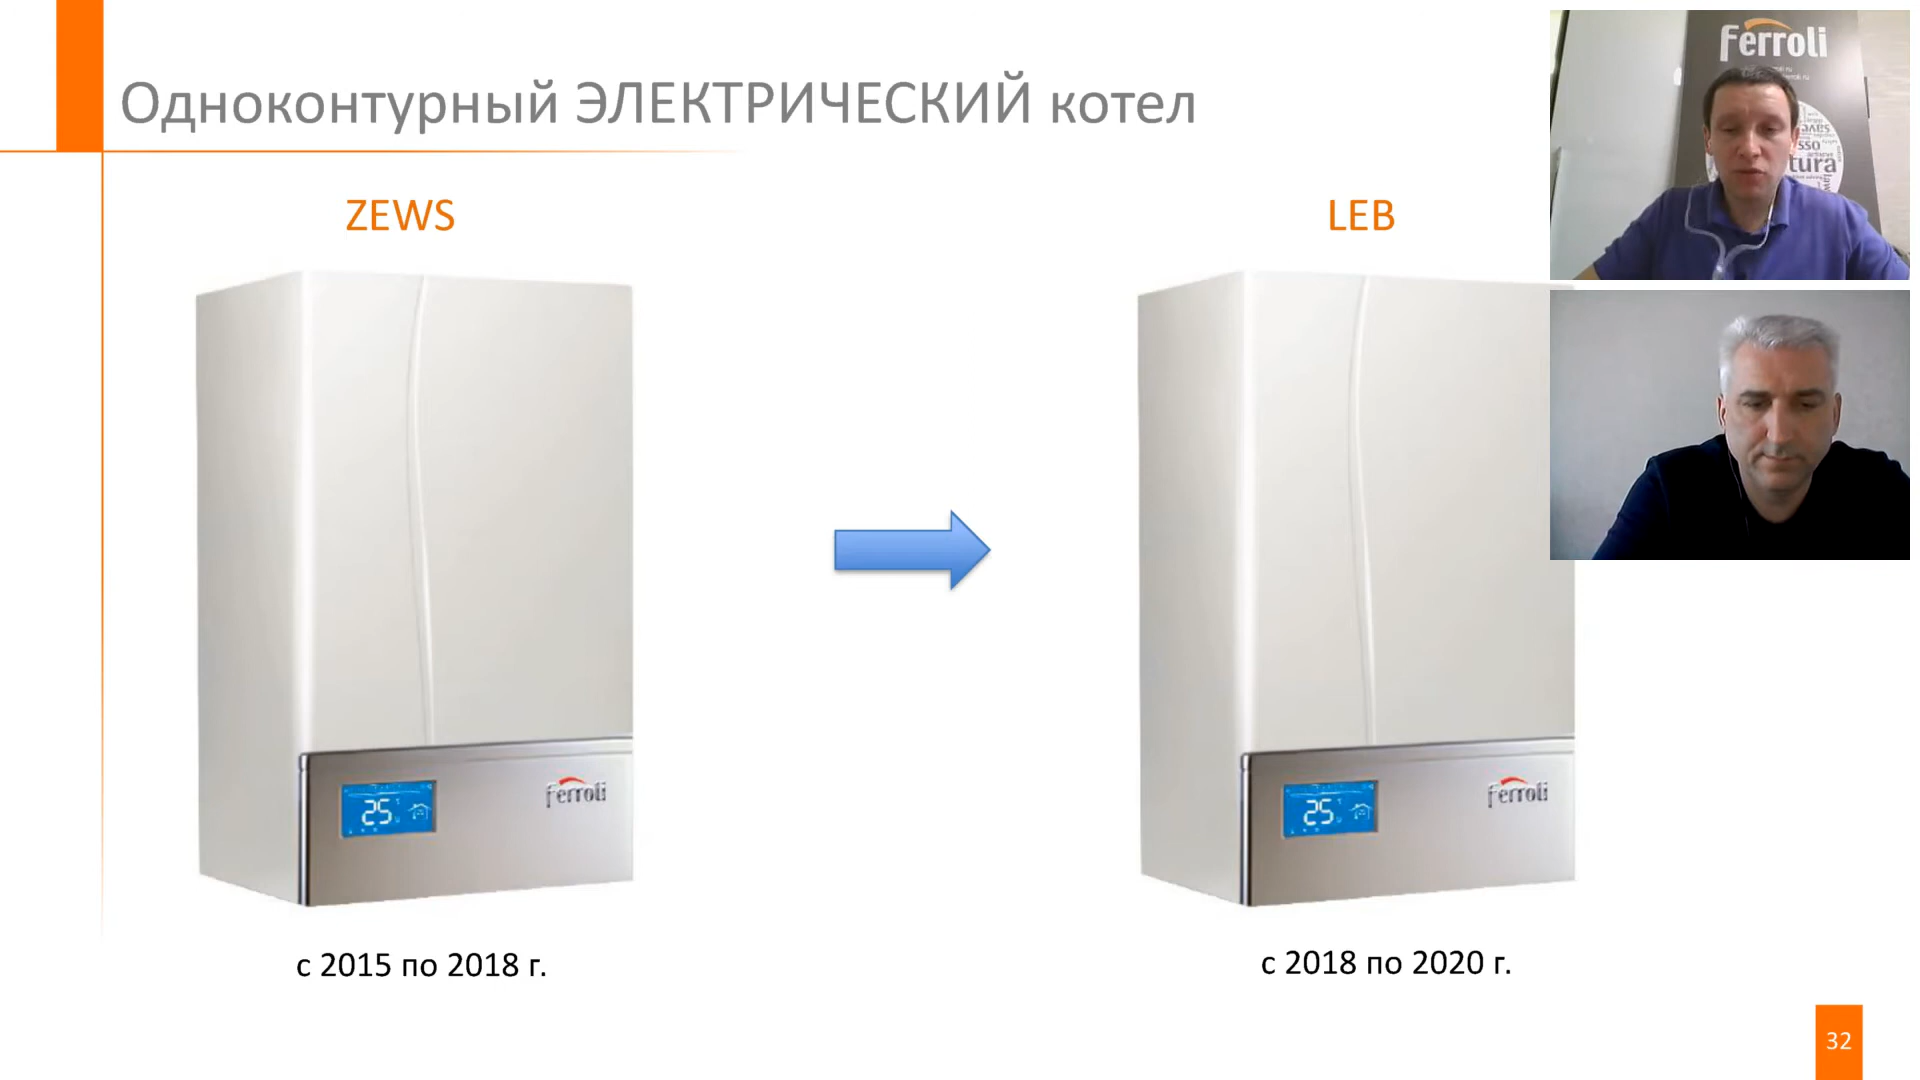 Одноконтурный ЭЛЕКТРИЧЕСКИЙ котел
ZEWS
LEB
ferroli
25
ferroli
25
ferroli
с 2015 по 2018 г.
с 2018 по 2020 г.
32